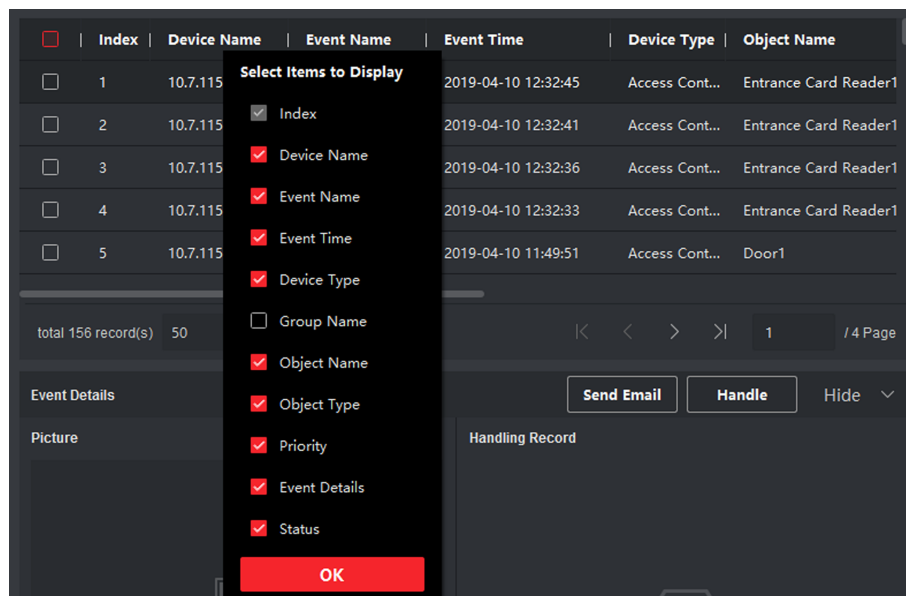 Index Device Name Event Name Event Time Device Type Object Name
Select Items to Display
1 10.7.115 2019-04-10 12:32:45 Access Cont... Entrance Card Reader1
Index
2 10.7.115 2019-04-10 12:32:41 Access Cont... Entrance Card Reader1
Device Name
3 10.7.115 2019-04-10 12:32:36 Access Cont... Entrance Card Reader1
Event Name
4 10.7.115 2019-04-10 12:32:33 Access Cont... Entrance Card Reader1
Event Time
5 10.7.115 2019-04-10 11:49:51 Access Cont... Door1
Device Type
Group Name
total 156 record(s) 50 1 / 4 Page
Object Name
Event Details Send Email Handle Hide
Object Type
Picture Handling Record
Priority
Event Details
Status
OK